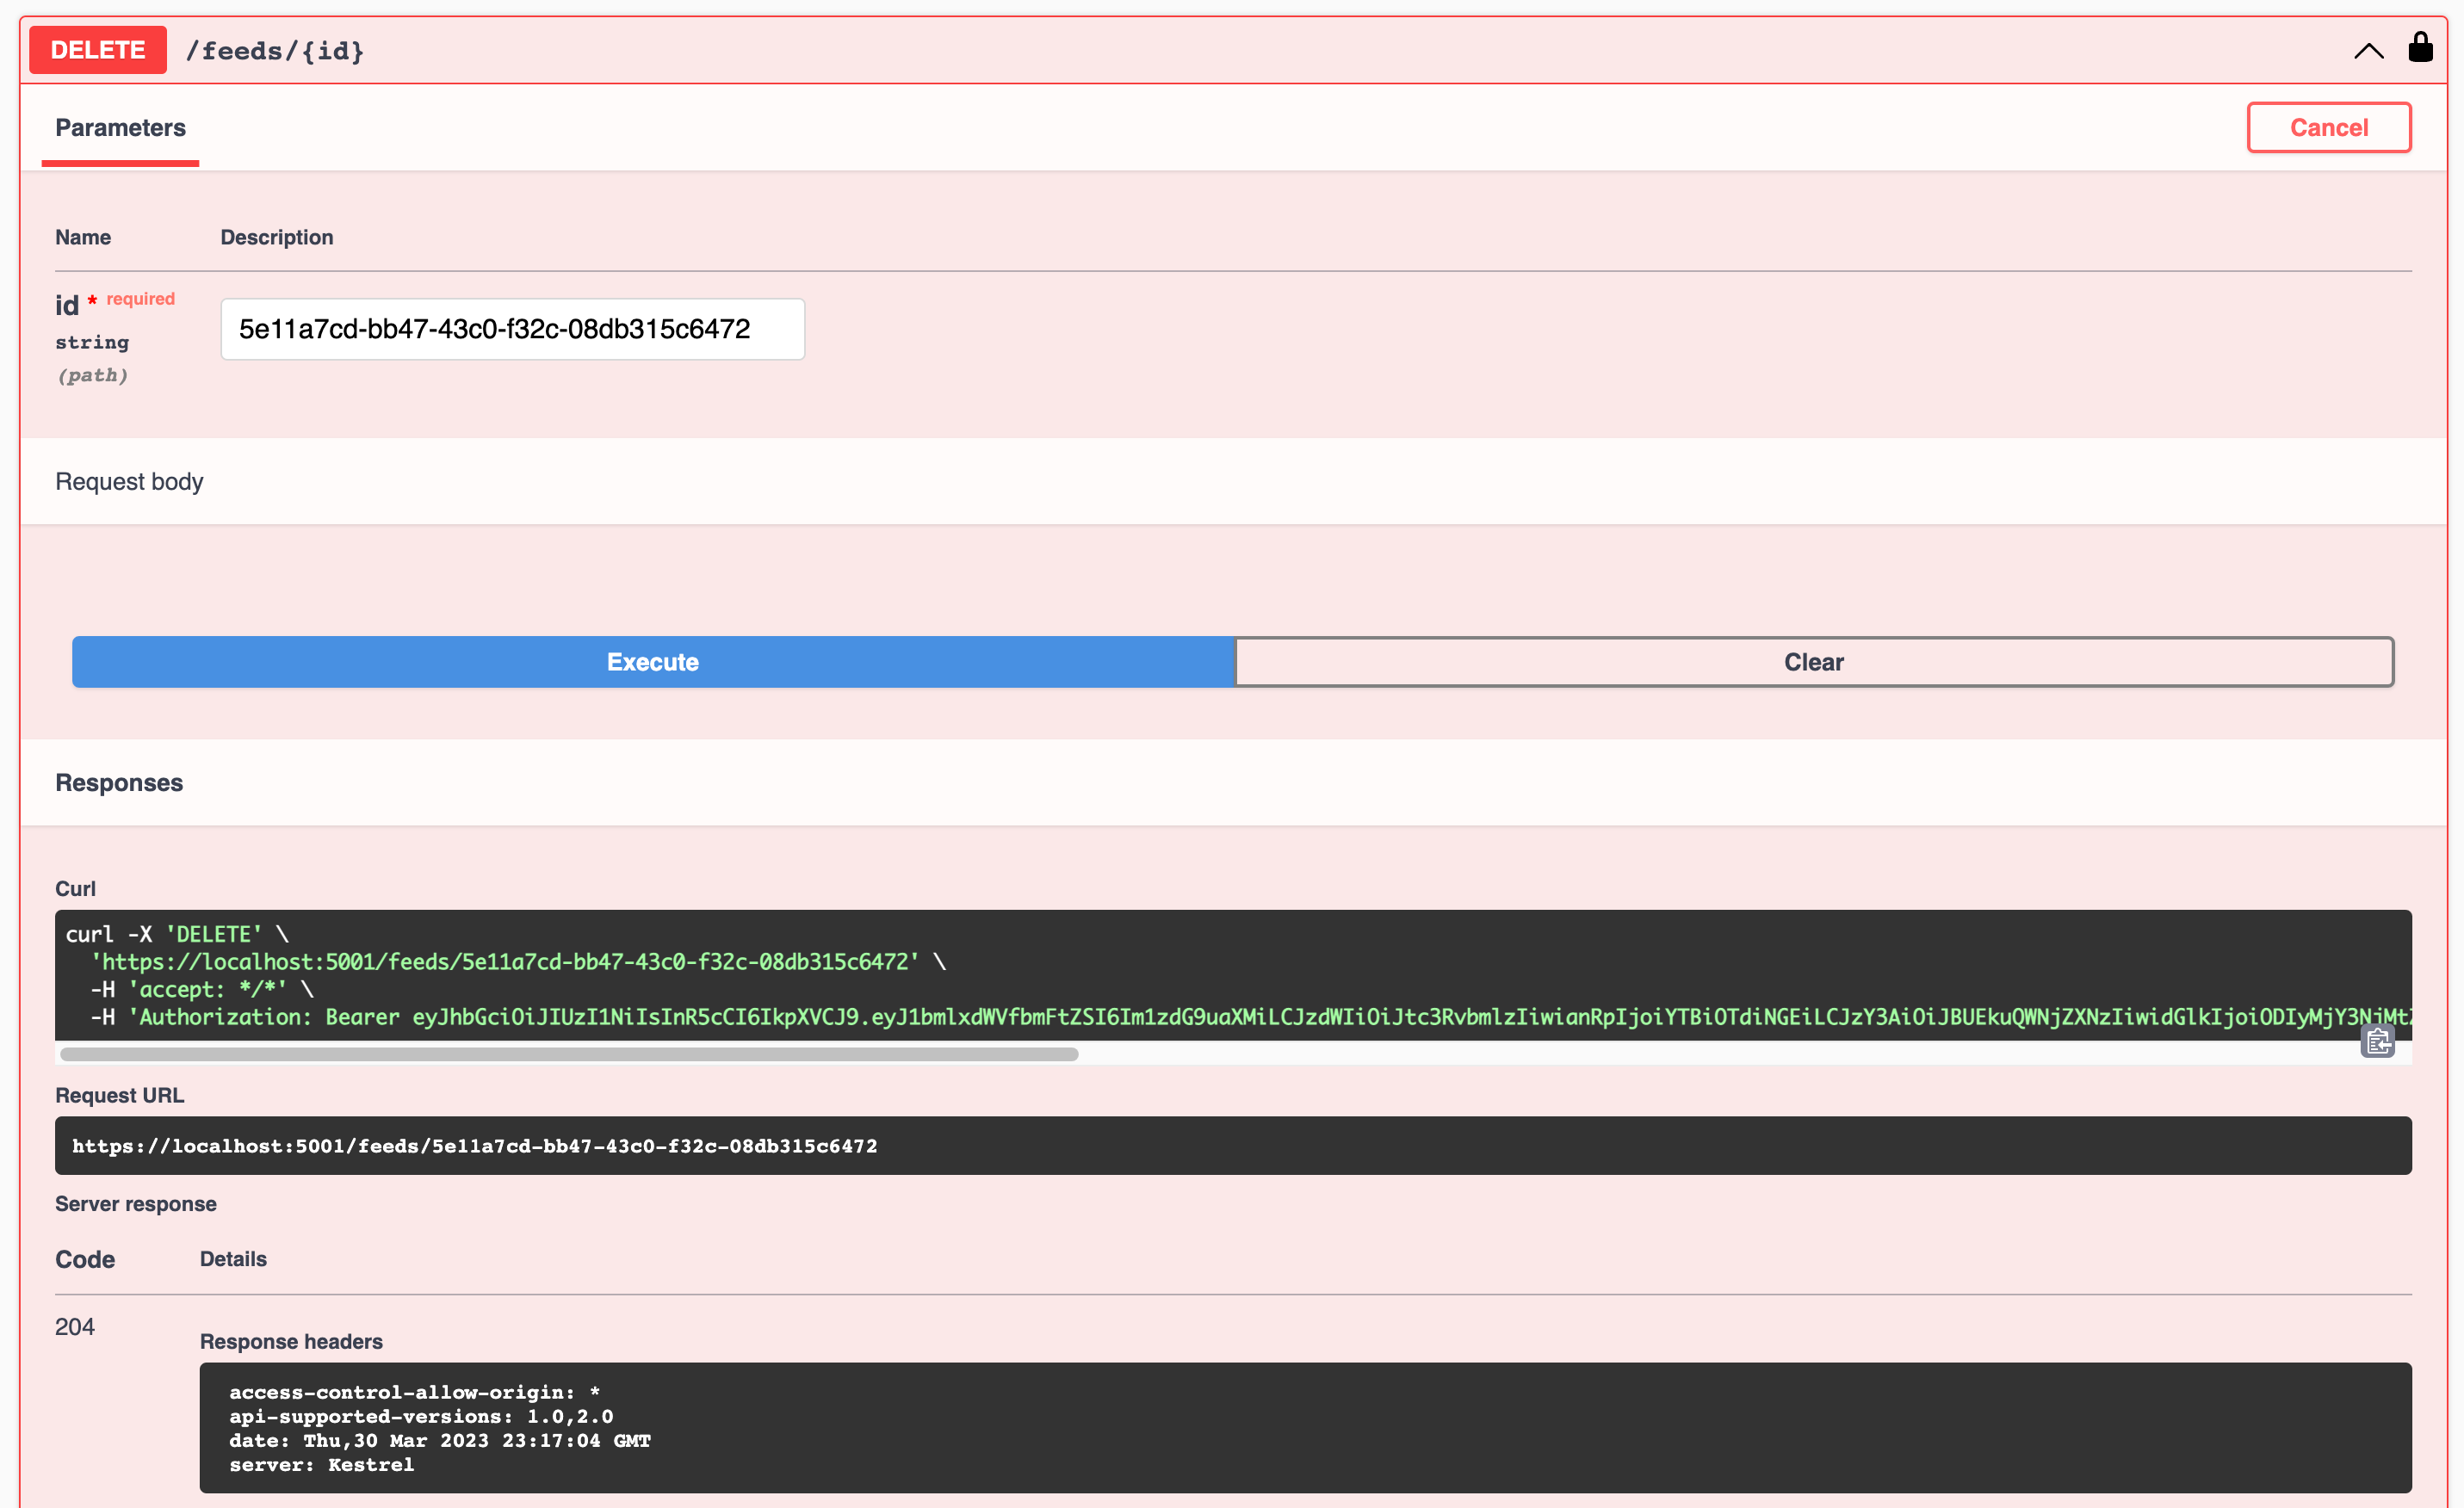 DELETE /feeds/{id}
Parameters
Cancel
Name Description
id * required
string
(path)
5e11a7cd-bb47-43c0-f32c-08db315c6472
Request body
Execute
Clear
Responses
Curl
curl -X 'DELETE' \
'https://localhost:5001/feeds/5e11a7cd-bb47-43c0-f32c-08db315c6472' \
-H 'accept: */*' \
-H 'Authorization: Bearer eyJhbGciOiJIUzI1NiIsInR5cCI6IkpXVCJ9.eyJ1bmlxdWVfbmFtZSI6Im1zdG9uaXMiLCJzdWIiOiJtc3RvbmlzIiwianRpIjoiYTBiOTdiNGEiLCJzY3AiOiJBUEkuQWNjZXNzIiwidGlkIjoiODIyMjY3NjMt
Request URL
https://localhost:5001/feeds/5e11a7cd-bb47-43c0-f32c-08db315c6472
Server response
Code Details
204
Response headers
access-control-allow-origin: *
api-supported-versions: 1.0,2.0
date: Thu,30 Mar 2023 23:17:04 GMT
server: Kestrel